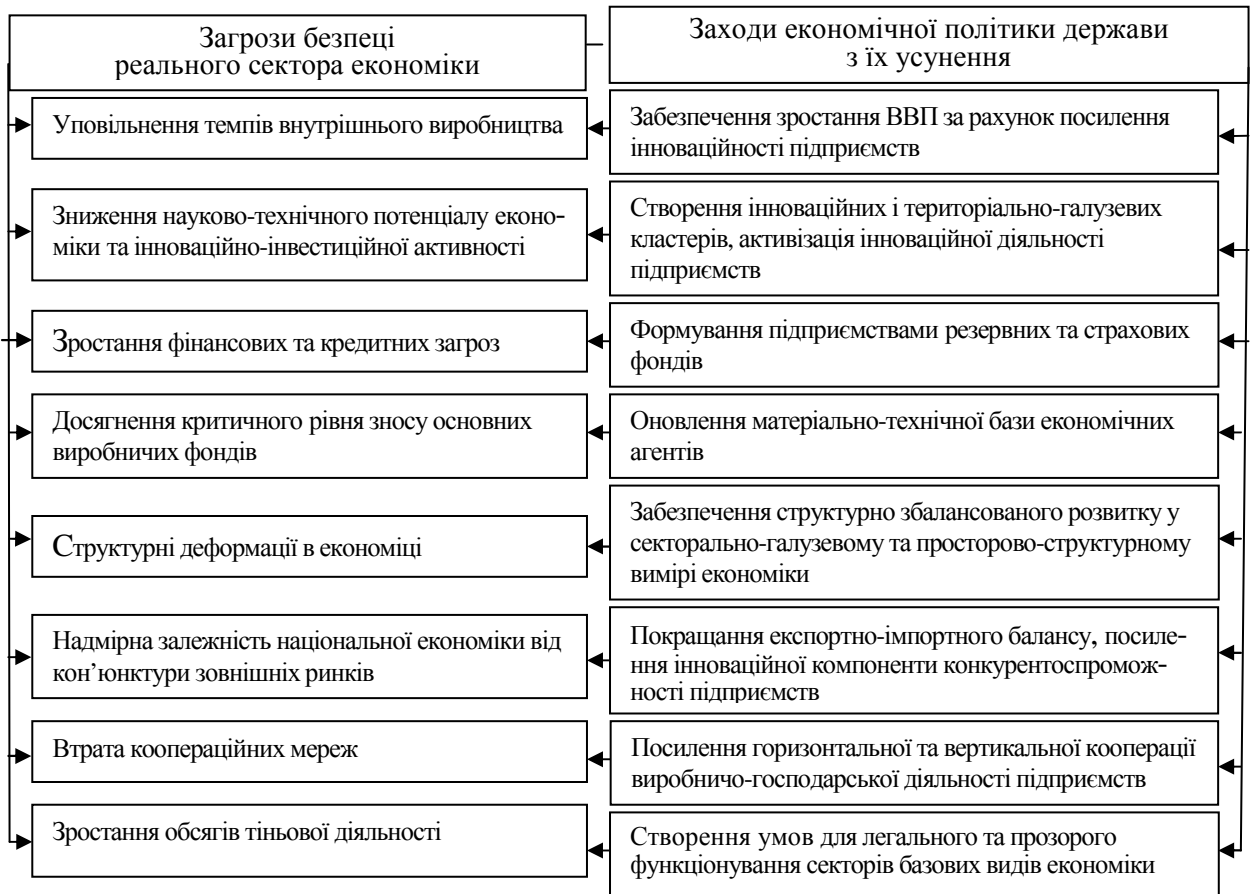 Загрози безпеці
реального сектора економіки
Заходи економічної політики держави
з їх усунення
Уповільнення темпів внутрішнього виробництва
Забезпечення зростання ВВП за рахунок посилення
інноваційності підприємств
Зниження науково-технічного потенціалу еконо-
міки та інноваційно-інвестиційної активності
Створення інноваційних і територіально-галузевих
кластерів, активізація інноваційної діяльності
підприємств
Зростання фінансових та кредитних загроз
Формування підприємствами резервних та страхових
фондів
Досягнення критичного рівня зносу основних
виробничих фондів
Оновлення матеріально-технічної бази економічних
агентів
Структурні деформації в економіці
Забезпечення структурно збалансованого розвитку у
секторально-галузевому та просторово-структурному
вимірі економіки
Надмірна залежність національної економіки від
кон’юнктури зовнішніх ринків
Покращання експортно-імпортного балансу, посиле-
ння інноваційної компоненти конкурентоспромож-
ності підприємств
Втрата коопераційних мереж
Посилення горизонтальної та вертикальної кооперації
виробничо-господарської діяльності підприємств
Зростання обсягів тіньової діяльності
Створення умов для легального та прозорого
функціонування секторів базових видів економіки